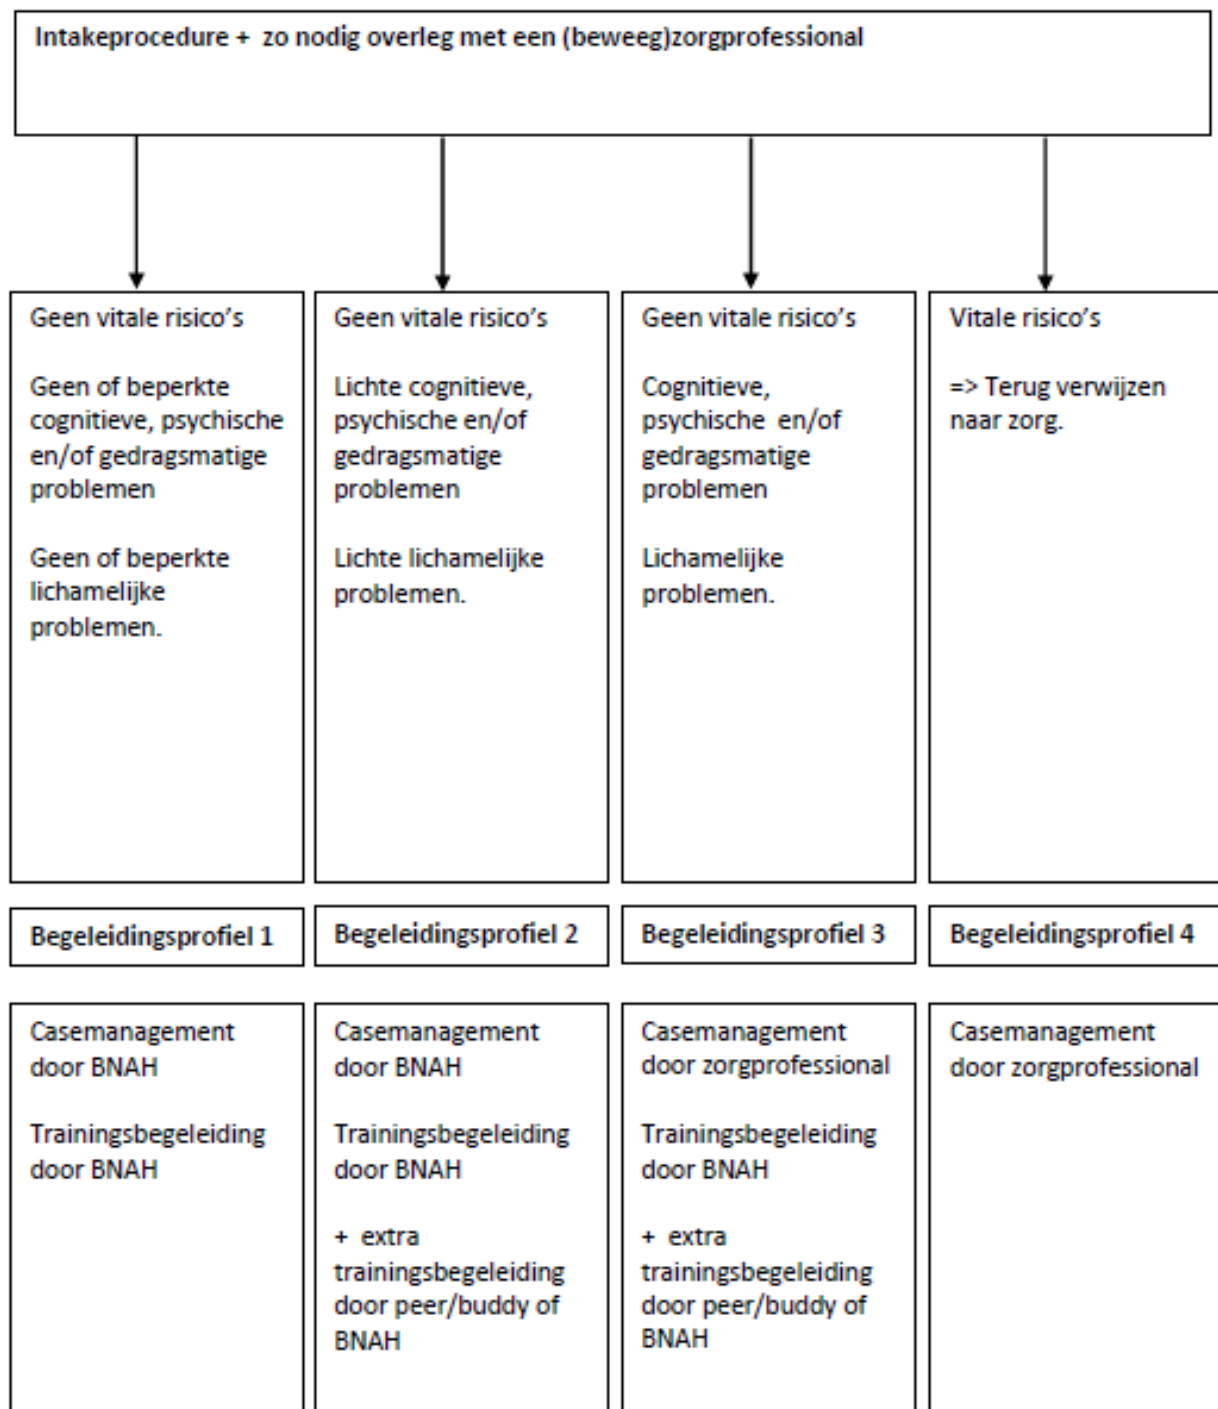 Intakeprocedure + zo nodig overleg met een (beweeg)zorgprofessional
Geen vitale risico's
Geen of beperkte
cognitieve, psychische
en/of gedragsmatige
problemen
Geen of beperkte
lichamelijke
problemen.
Geen vitale risico's
Lichte cognitieve,
psychische en/of
gedragsmatige
problemen
Lichte lichamelijke
problemen.
Geen vitale risico's
Cognitieve,
psychische en/of
gedragsmatige
problemen
Lichamelijke
problemen.
Vitale risico's
=> Terug verwijzen
naar zorg.
Begeleidingsprofiel 1
Begeleidingsprofiel 2
Begeleidingsprofiel 3
Begeleidingsprofiel 4
Casemanagement
door BNAH
Trainingsbegeleiding
door BNAH
Casemanagement
door BNAH
Trainingsbegeleiding
door BNAH
+ extra
trainingsbegeleiding
door peer/buddy of
BNAH
Casemanagement
door zorgprofessional
Trainingsbegeleiding
door BNAH
+ extra
trainingsbegeleiding
door peer/buddy of
BNAH
Casemanagement
door zorgprofessional